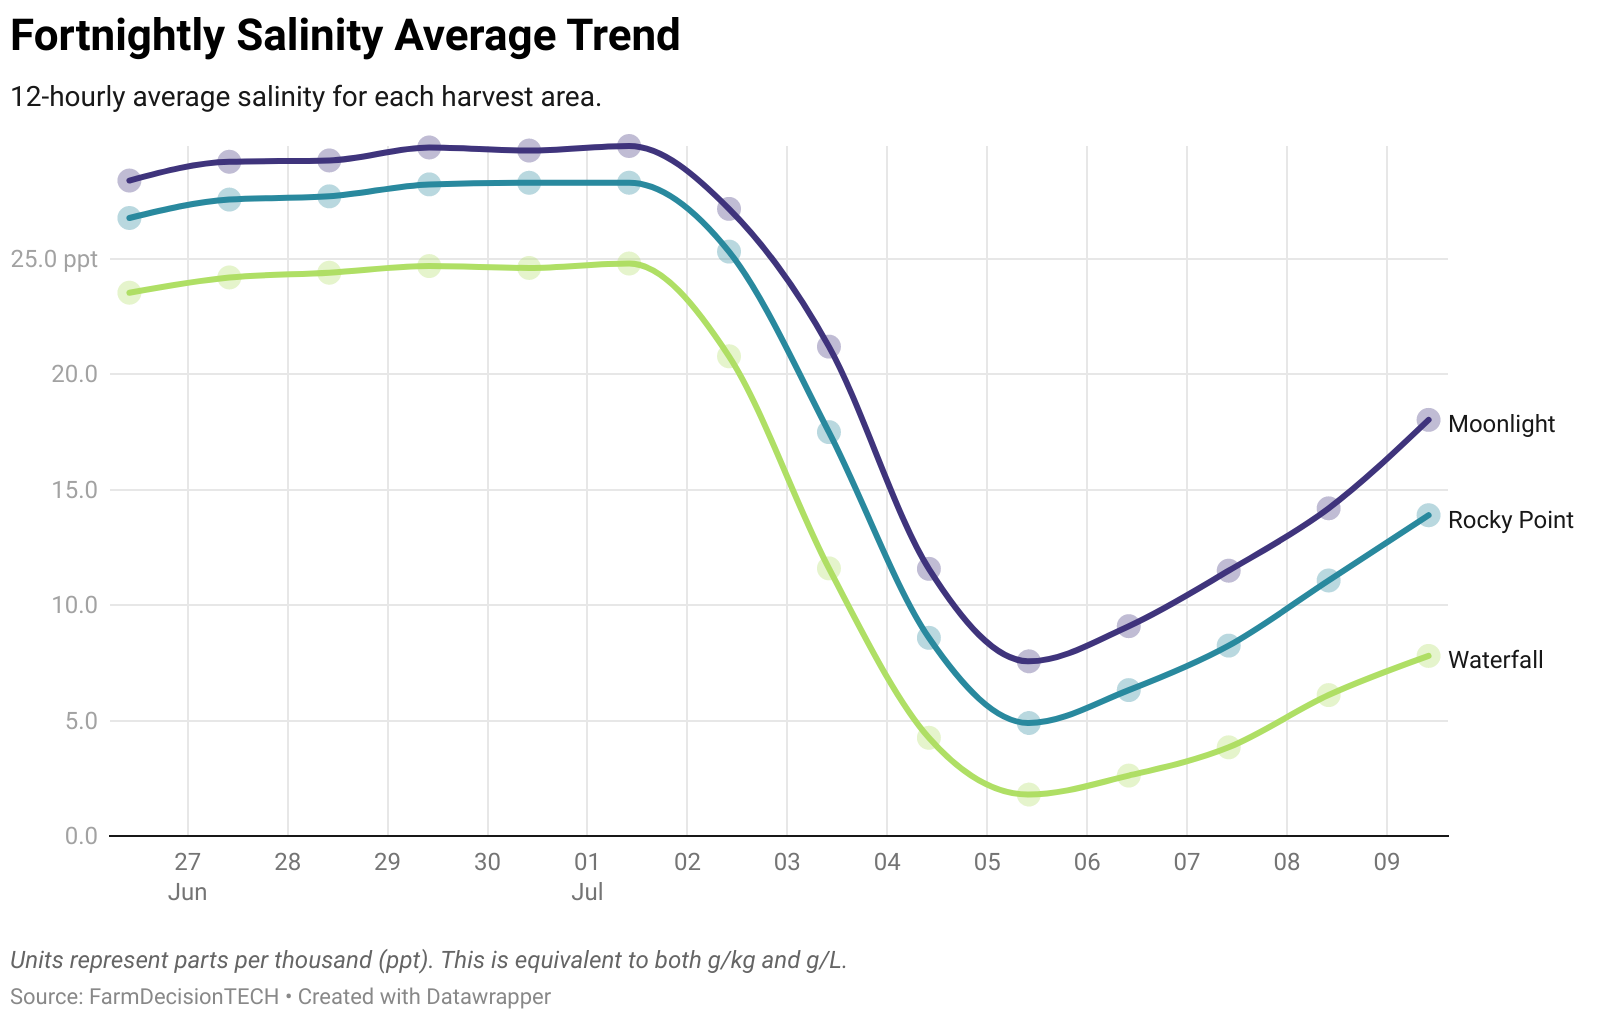 Fortnightly Salinity Average Trend
12-hourly average salinity for each harvest area.
25.0 ppt
20.0
15.0
10.0
5.0
0.0
Moonlight
Rocky Point
Waterfall
27 28 29 30 01 02 03 04 05 06 07 08 09
Jun Jul
Units represent parts per thousand (ppt). This is equivalent to both g/kg and g/L.
Source: FarmDecisionTECH • Created with Datawrapper